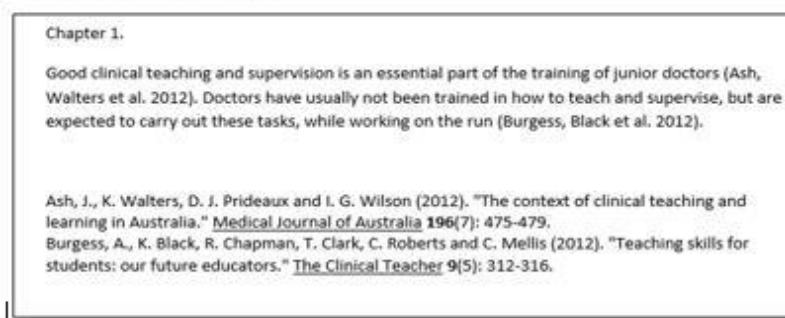 Chapter 1.
Good clinical teaching and supervision is an essential part of the training of junior doctors (Ash,
Walters et al. 2012). Doctors have usually not been trained in how to teach and supervise, but are
expected to carry out these tasks, while working on the run (Burgess, Black et al. 2012).
Ash, J., K. Walters, D. J. Prideaux and I. G. Wilson (2012). "The context of clinical teaching and
learning in Australia." Medical Journal of Australia 196(7): 475-479.
Burgess, A., K. Black, R. Chapman, T. Clark, C. Roberts and C. Mellis (2012). "Teaching skills for
students: our future educators." The Clinical Teacher 9(5): 312-316.